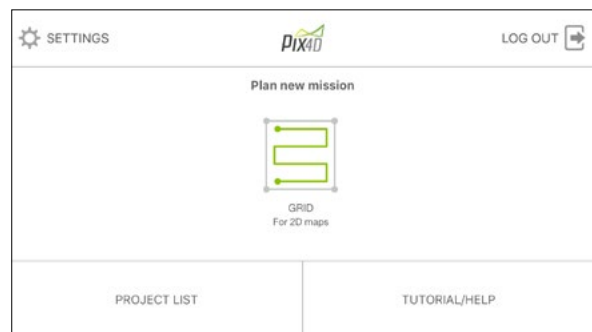 SETTINGS
PIX4D
LOG OUT
Plan new mission
GRID
For 2D maps
PROJECT LIST
TUTORIAL/HELP